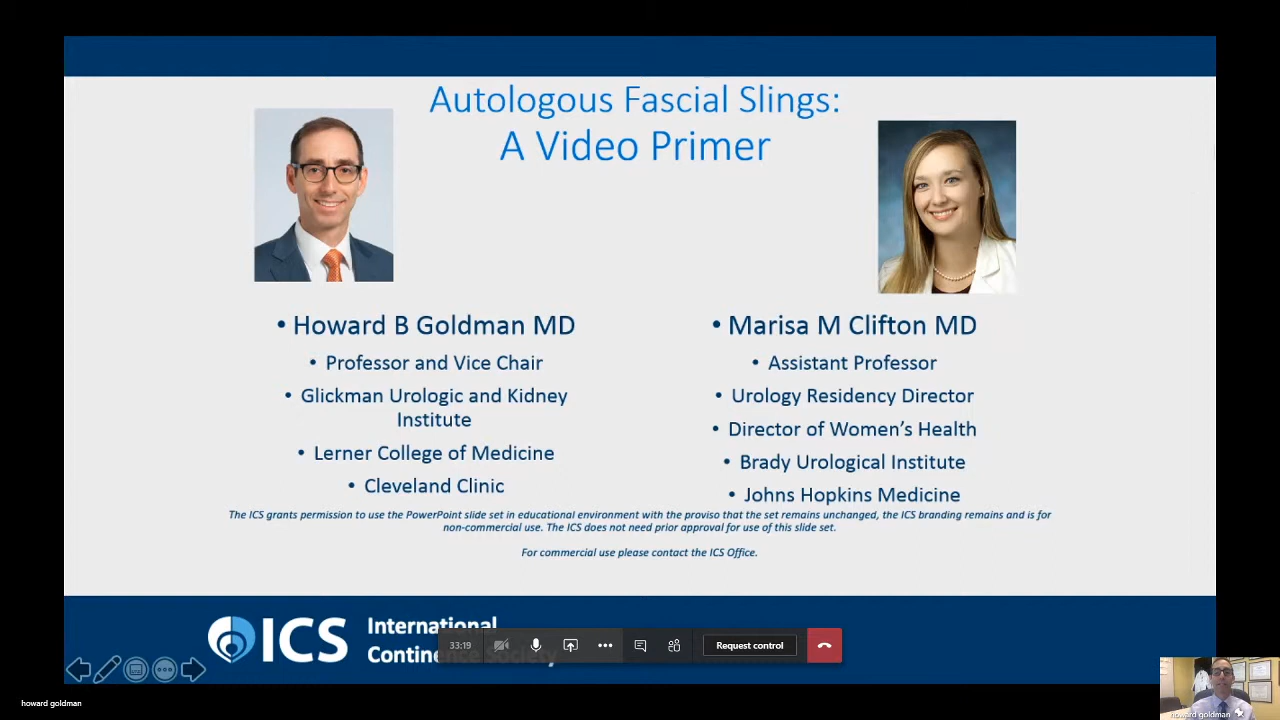 Autologous Fascial Slings:
A Video Primer
• Howard B Goldman MD
• Professor and Vice Chair
• Glickman Urologic and Kidney
Institute
• Lerner College of Medicine
• Cleveland Clinic
• Marisa M Clifton MD
• Assistant Professor
• Urology Residency Director
• Director of Women's Health
• Brady Urological Institute
• Johns Hopkins Medicine
The ICS grants permission to use the PowerPoint slide set in educational environment with the proviso that the set remains unchanged, the ICS branding remains and is for
non-commercial use. The ICS does not need prior approval for use of this slide set.
For commercial use please contact the ICS Office.
ICS
International
Continence Society
33:19
Request control
howard goldman
howard goldman